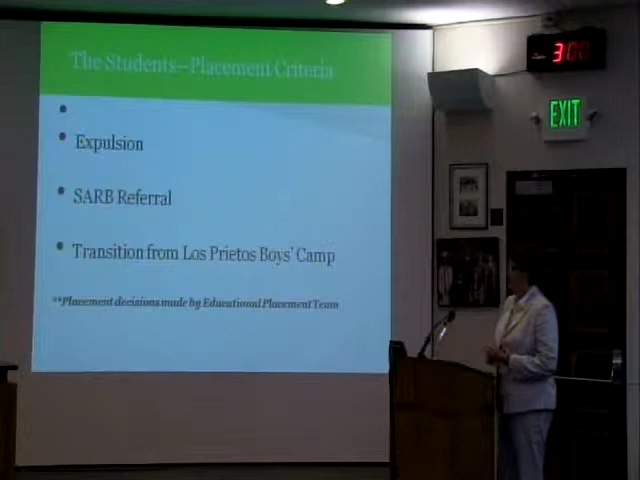 The Students—Placement Criteria
Expulsion
SARB Referral
Transition from Los Prietos Boys' Camp
**Placement decisions made by Educational Placement Team
3:00
EXIT